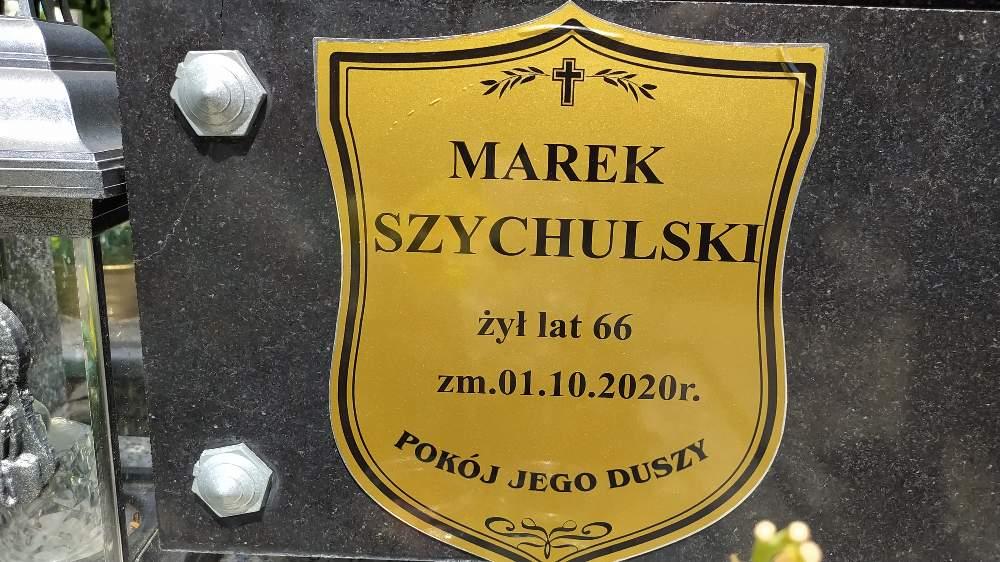 MAREK
SZYCHULSKI
żył lat 66
zm.01.10.2020r.
POKÓJ JEGO DUSZY